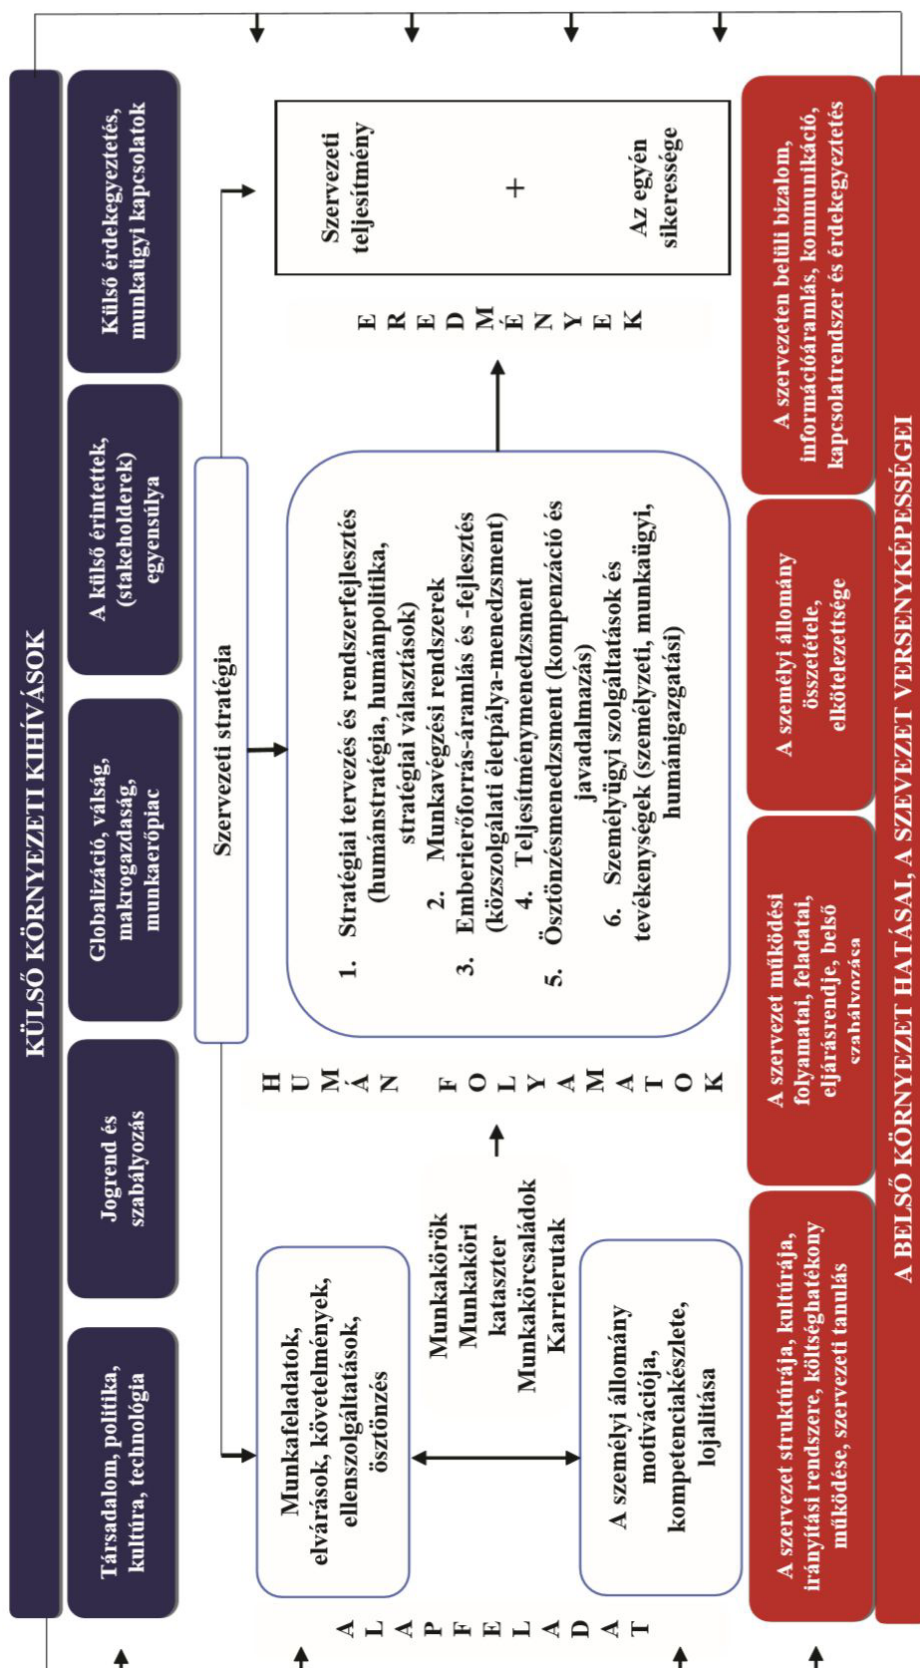 KÜLSŐ KÖRNYEZETI KIHÍVÁSOK
Társadalom, politika,
kultúra, technológia
Jogrend és
szabályozás
Globalizáció, válság,
makrogazdaság,
munkaerőpiac
A külső érintettek,
(stakeholderek)
egyensúlya
Külső érdekegyeztetés,
munkaügyi kapcsolatok
Szervezeti stratégia
ALAPFELADAT
Munkafeladatok,
elvárások, követelmények,
ellenszolgáltatások,
ösztönzés
Munkakörök
Munkaköri
kataszter
Munkakörcsaládok
Karrierutak
A személyi állomány
motivációja,
kompetenciakészlete,
lojalitása
HUMÁN FOLYAMATOK
1. Stratégiai tervezés és rendszerfejlesztés
(humánstratégia, humánpolitika,
stratégiai választások)
2. Munkavégzési rendszerek
3. Emberierőforrás-áramlás és -fejlesztés
(közszolgálati életpálya-menedzsment)
4. Teljesítménymenedzsment
5. Ösztönzésmenedzsment (kompenzáció és
javadalmazás)
6. Személyügyi szolgáltatások és
tevékenységek (személyzeti, munkaügyi,
humánigazgatási)
EREDMÉNYEK
Szervezeti
teljesítmény
+
Az egyén
sikeressége
A szervezet struktúrája, kultúrája,
irányítási rendszere, költséghatékony
működése, szervezeti tanulás
A szervezet működési
folyamatai, feladatai,
eljárásrendje, belső
szabályozása
A személyi állomány
összetétele,
elkötelezettsége
A szervezeten belüli bizalom,
információáramlás, kommunikáció,
kapcsolatrendszer és érdekegyeztetés
A BELSŐ KÖRNYEZET HATÁSAI, A SZEVEZET VERSENYKÉPESSÉGEI